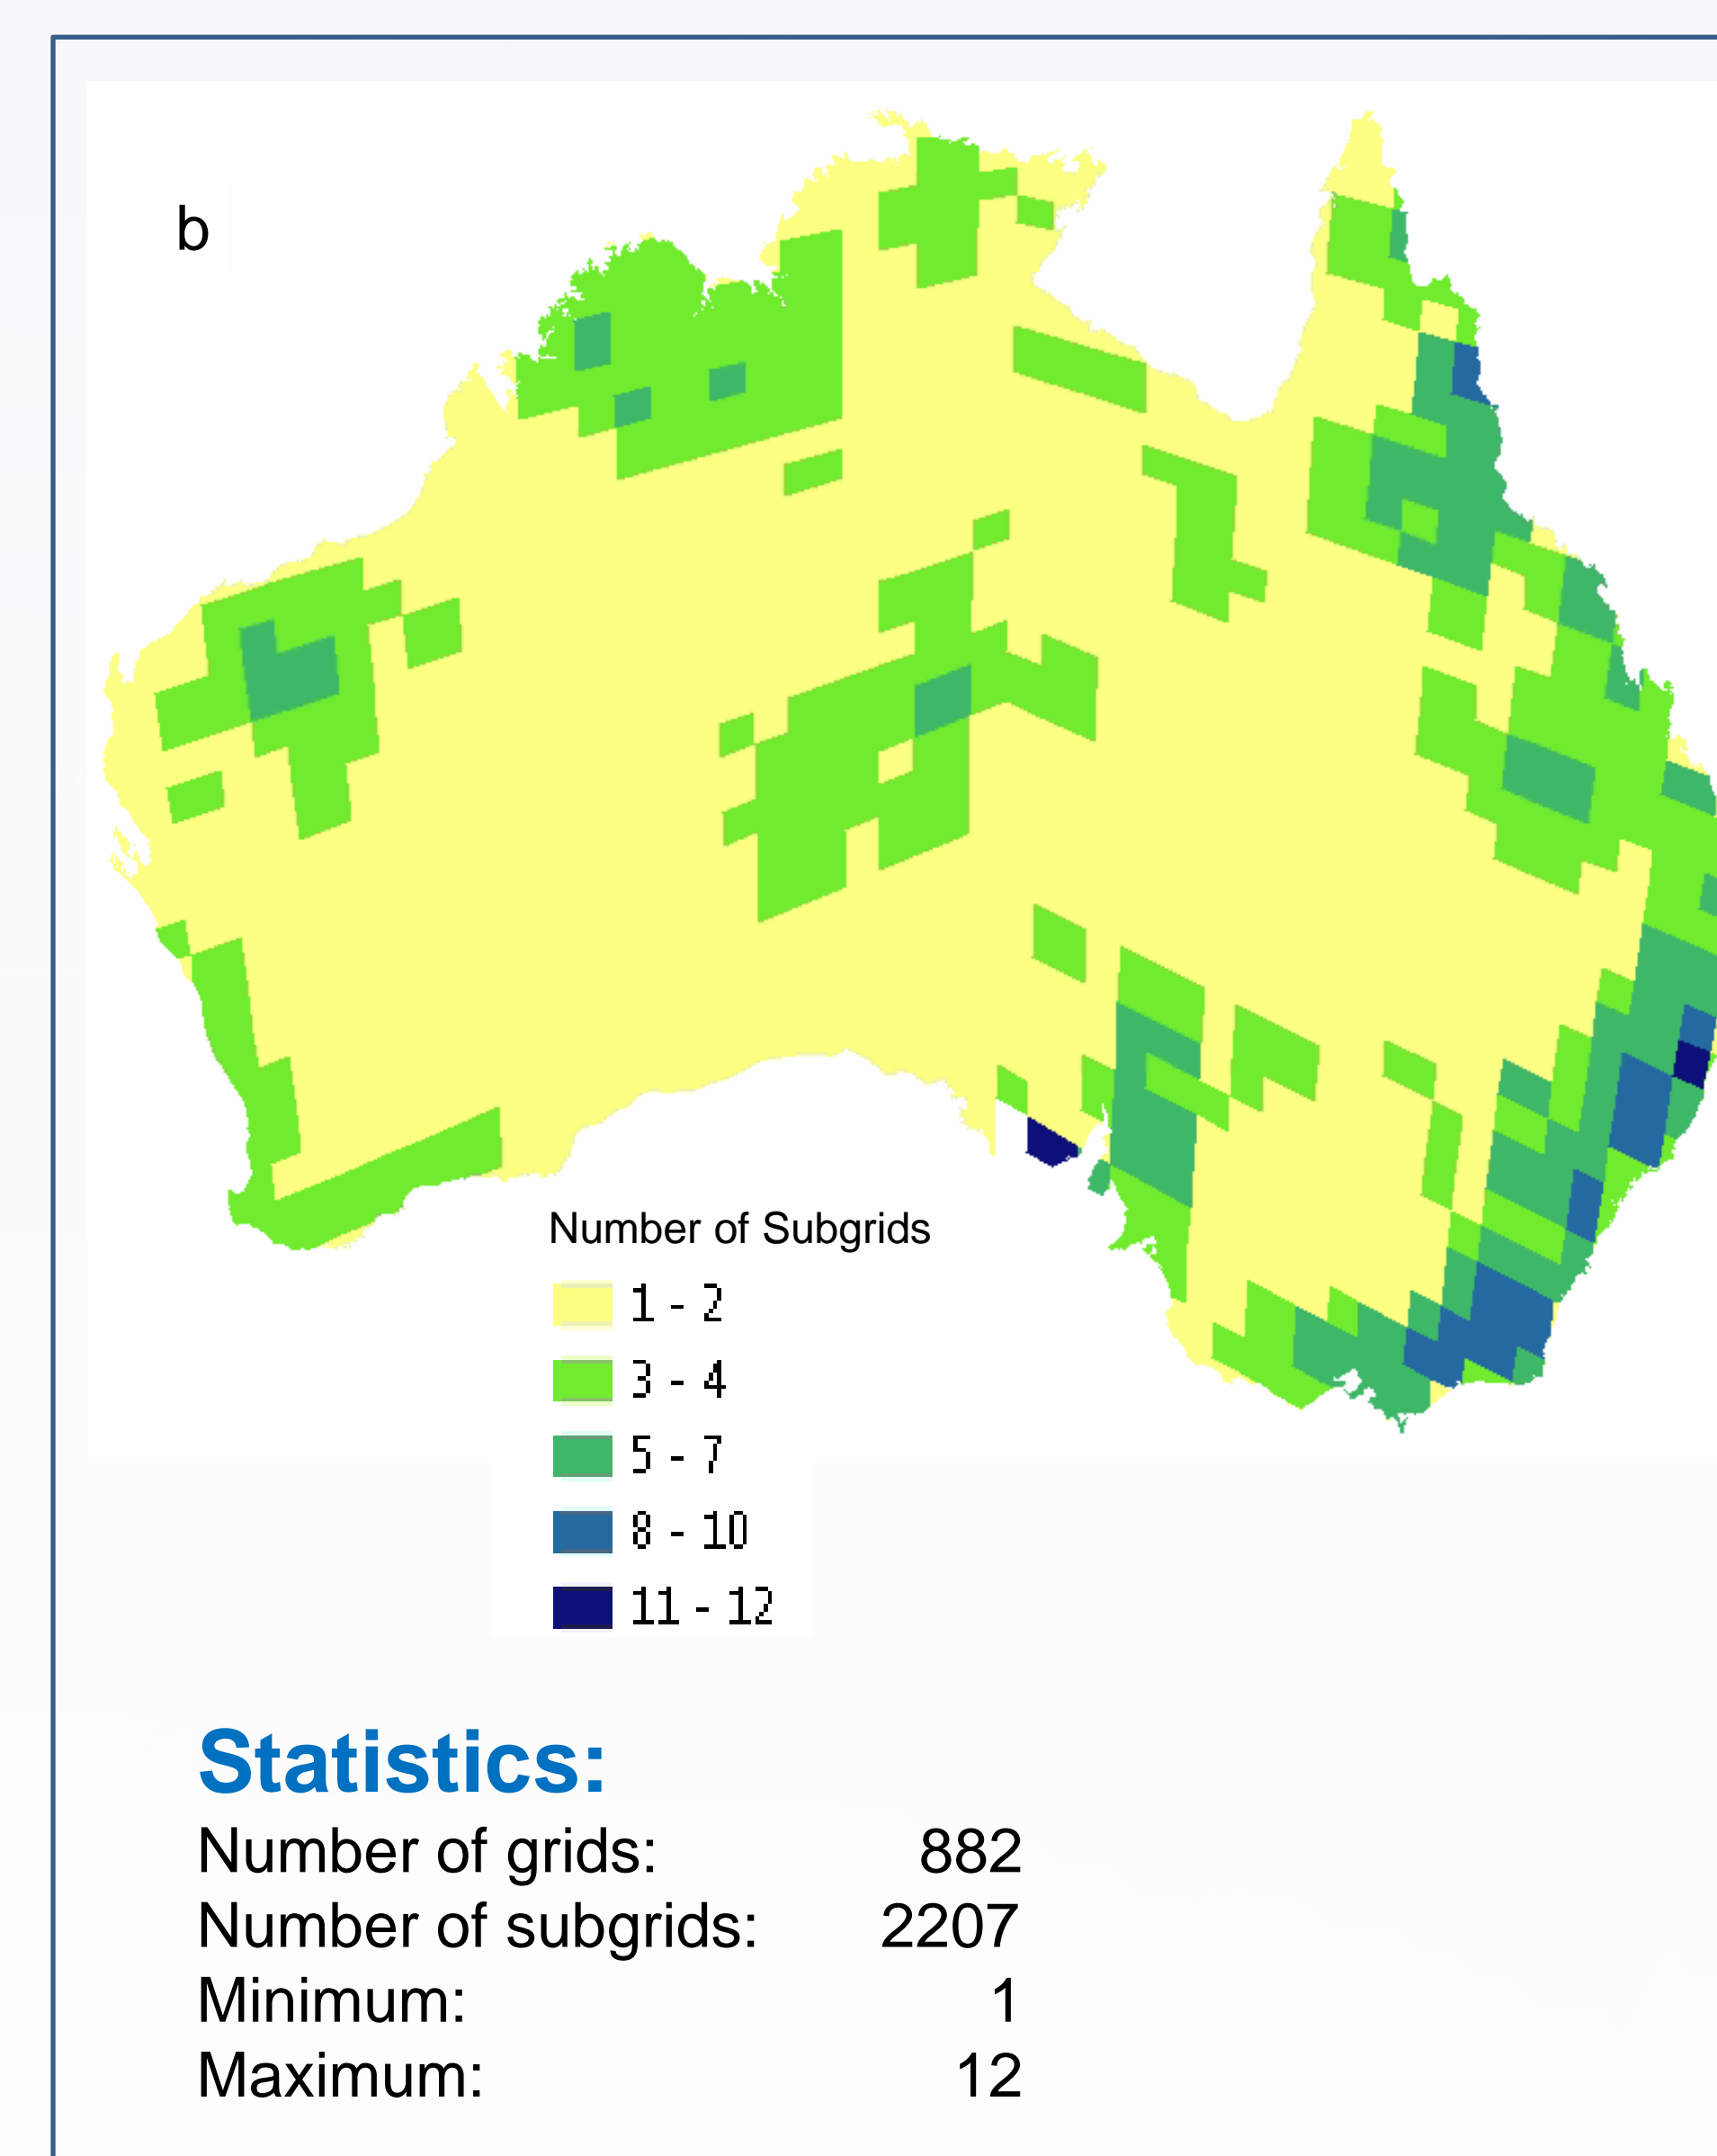 b
Number of Subgrids
1 - 2
3 - 4
5 - 7
8 - 10
11 - 12
Statistics:
Number of grids: 882
Number of subgrids: 2207
Minimum: 1
Maximum: 12